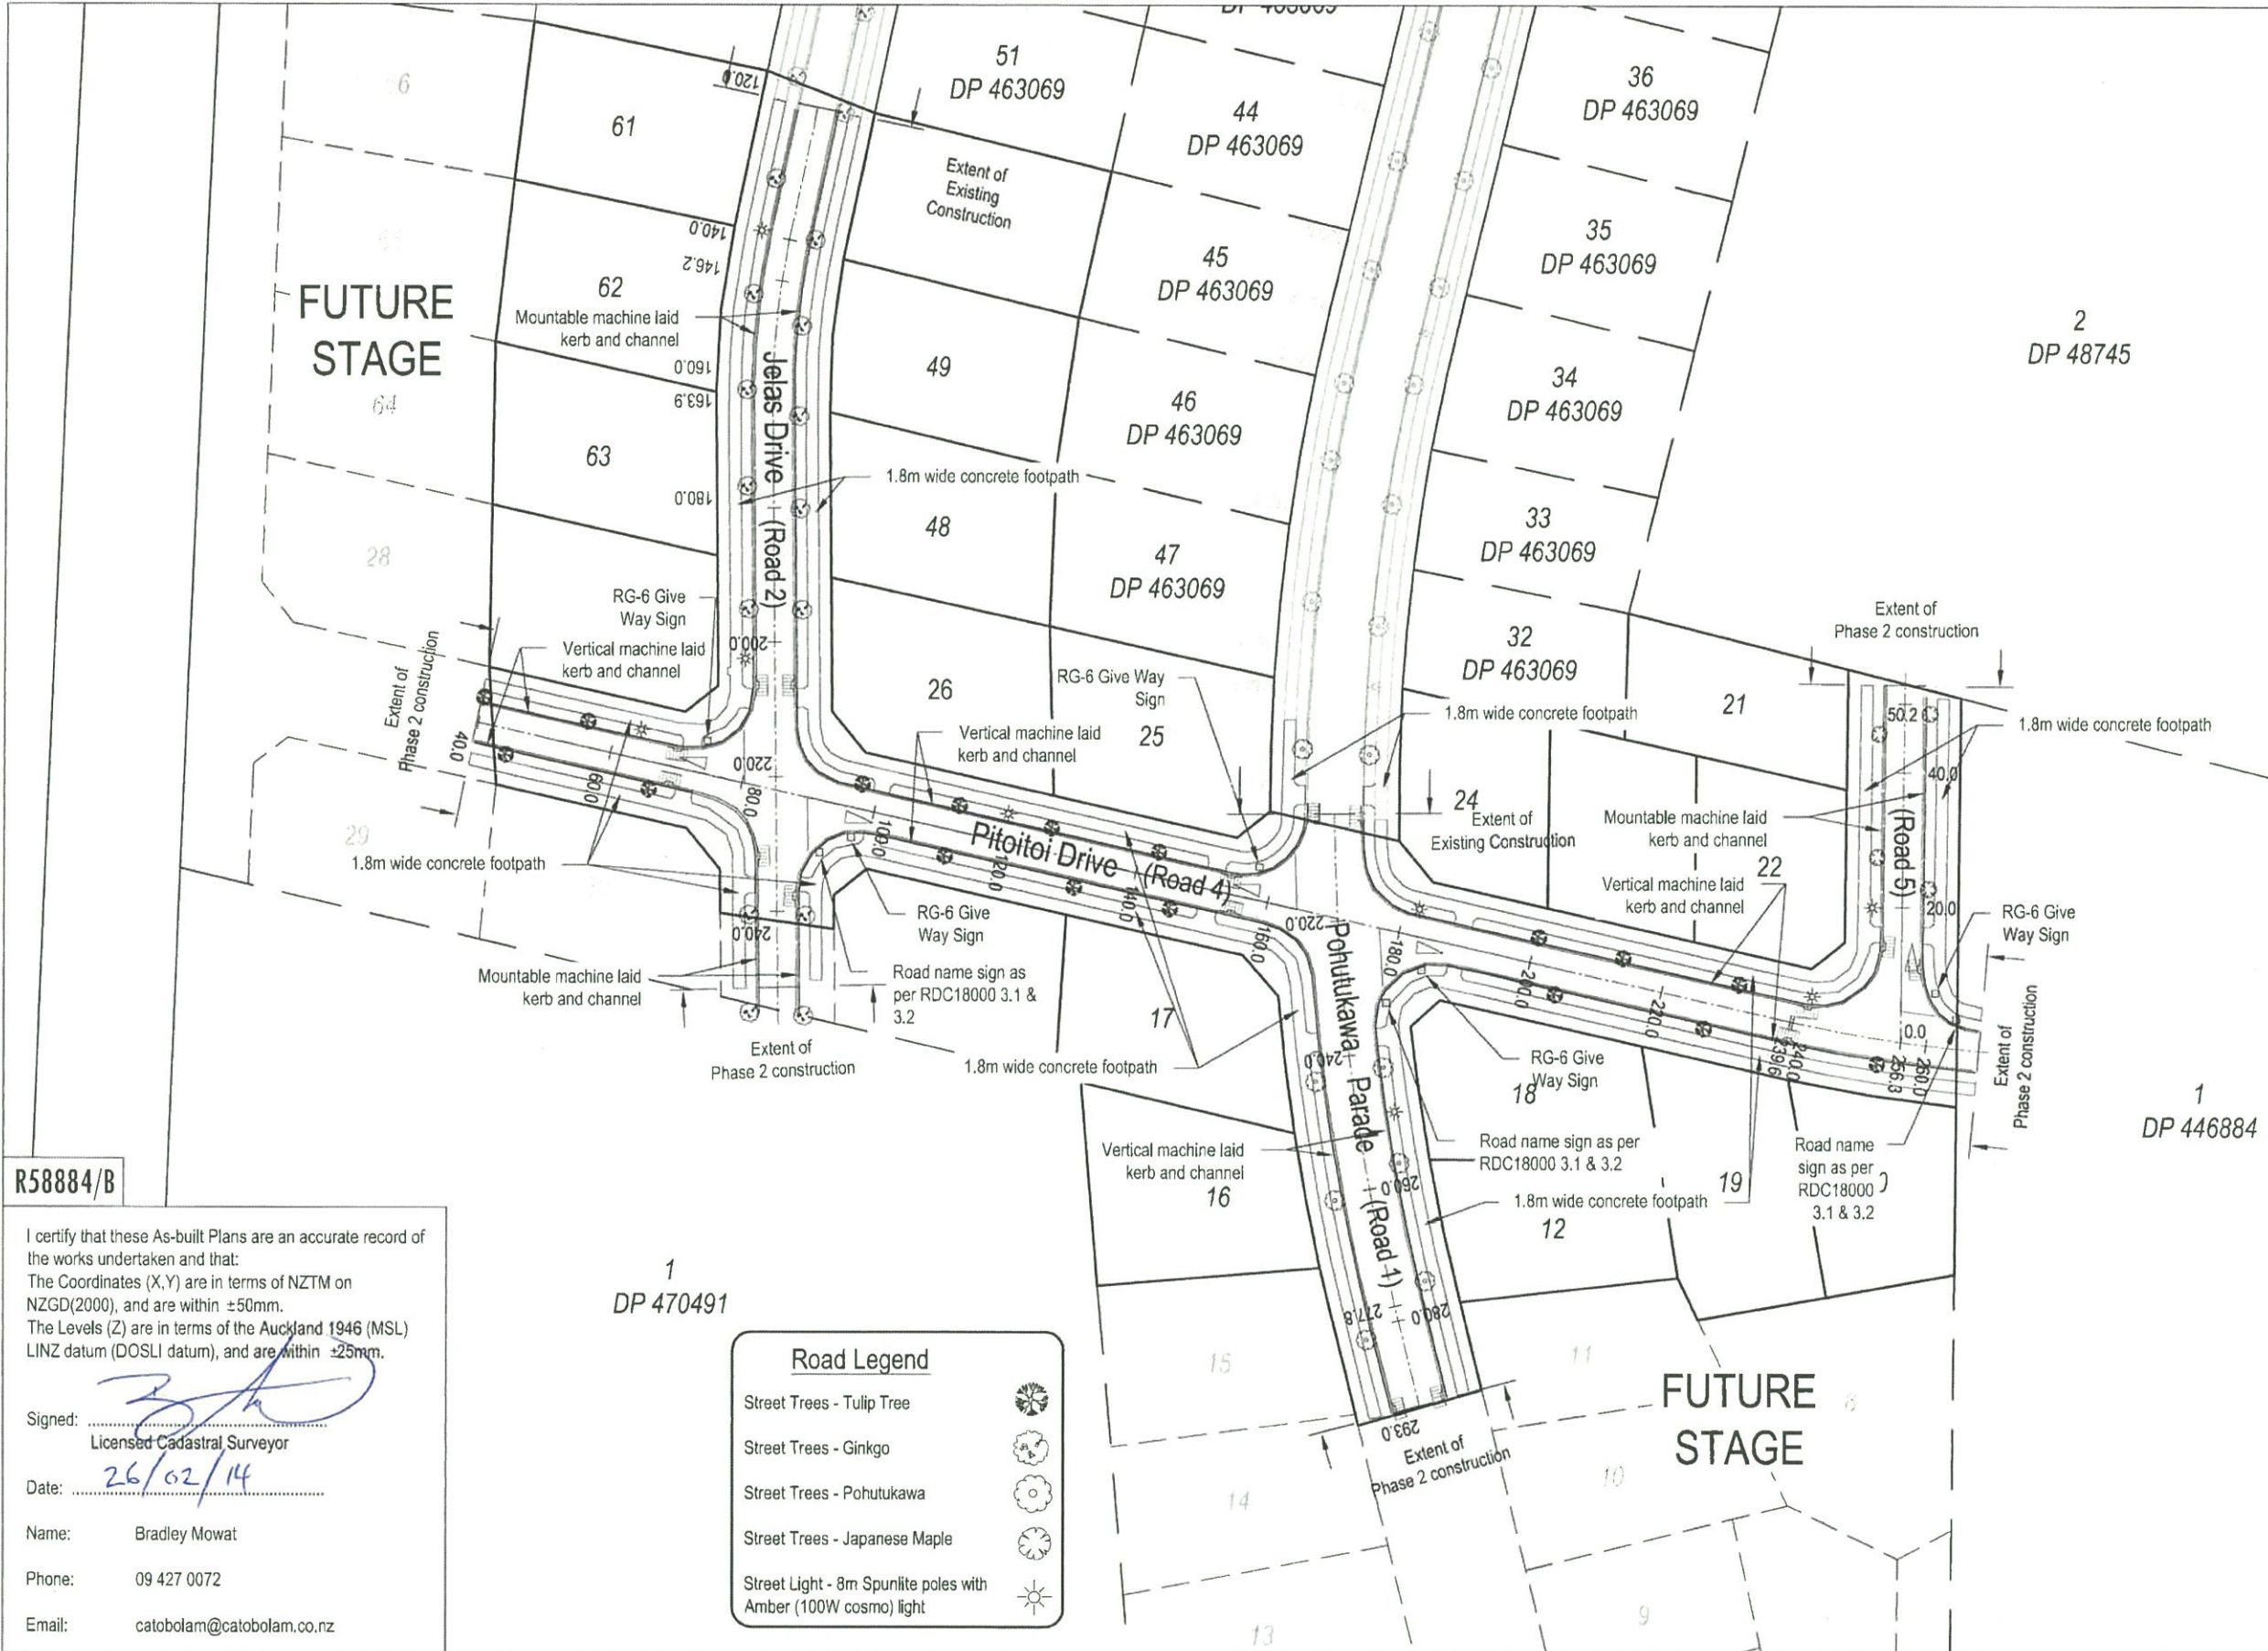 DP 463069
51
DP 463069
44
DP 463069
36
DP 463069
66
61
120.0
Extent of
Existing
Construction
45
DP 463069
35
DP 463069
2
DP 48745
FUTURE
STAGE
64
62
140.0
146.2
Mountable machine laid
kerb and channel
160.0
163.9
63
180.0
Jelas Drive
(Road 2)
49
46
DP 463069
34
DP 463069
1.8m wide concrete footpath
48
47
DP 463069
33
DP 463069
28
RG-6 Give
Way Sign
Vertical machine laid
kerb and channel
200.0
Extent of
Phase 2 construction
40.0
60.0
80.0
220.0
26
RG-6 Give Way
Sign
25
Vertical machine laid
kerb and channel
32
DP 463069
1.8m wide concrete footpath
21
Extent of
Phase 2 construction
50.2
1.8m wide concrete footpath
40.0
24
Extent of
Existing Construction
Mountable machine laid
kerb and channel
22
Vertical machine laid
kerb and channel
(Road 5)
20.0
RG-6 Give
Way Sign
29
1.8m wide concrete footpath
100.0
Pitoitoi Drive
(Road 4)
120.0
140.0
160.0
220.0
180.0
200.0
220.0
239.6
240.0
256.3
260.0
0.0
Extent of
Phase 2 construction
RG-6 Give
Way Sign
240.0
Mountable machine laid
kerb and channel
Road name sign as
per RDC18000 3.1 &
3.2
Extent of
Phase 2 construction
17
1.8m wide concrete footpath
Pohutukawa Parade
(Road 1)
240.0
RG-6 Give
Way Sign
18
Vertical machine laid
kerb and channel
16
Road name sign as per
RDC18000 3.1 & 3.2
260.0
1.8m wide concrete footpath
12
19
Road name
sign as per
RDC18000
3.1 & 3.2
1
DP 446884
277.8
280.0
293.0
Extent of
Phase 2 construction
1
DP 470491
15
14
13
11
10
9
8
FUTURE
STAGE
R58884/B
I certify that these As-built Plans are an accurate record of
the works undertaken and that:
The Coordinates (X,Y) are in terms of NZTM on
NZGD(2000), and are within ±50mm.
The Levels (Z) are in terms of the Auckland 1946 (MSL)
LINZ datum (DOSLI datum), and are within ±25mm.
Signed:
Licensed Cadastral Surveyor
Date: 26/02/14
Name: Bradley Mowat
Phone: 09 427 0072
Email: catobolam@catobolam.co.nz
Road Legend
Street Trees - Tulip Tree
Street Trees - Ginkgo
Street Trees - Pohutukawa
Street Trees - Japanese Maple
Street Light - 8m Spunlite poles with
Amber (100W cosmo) light